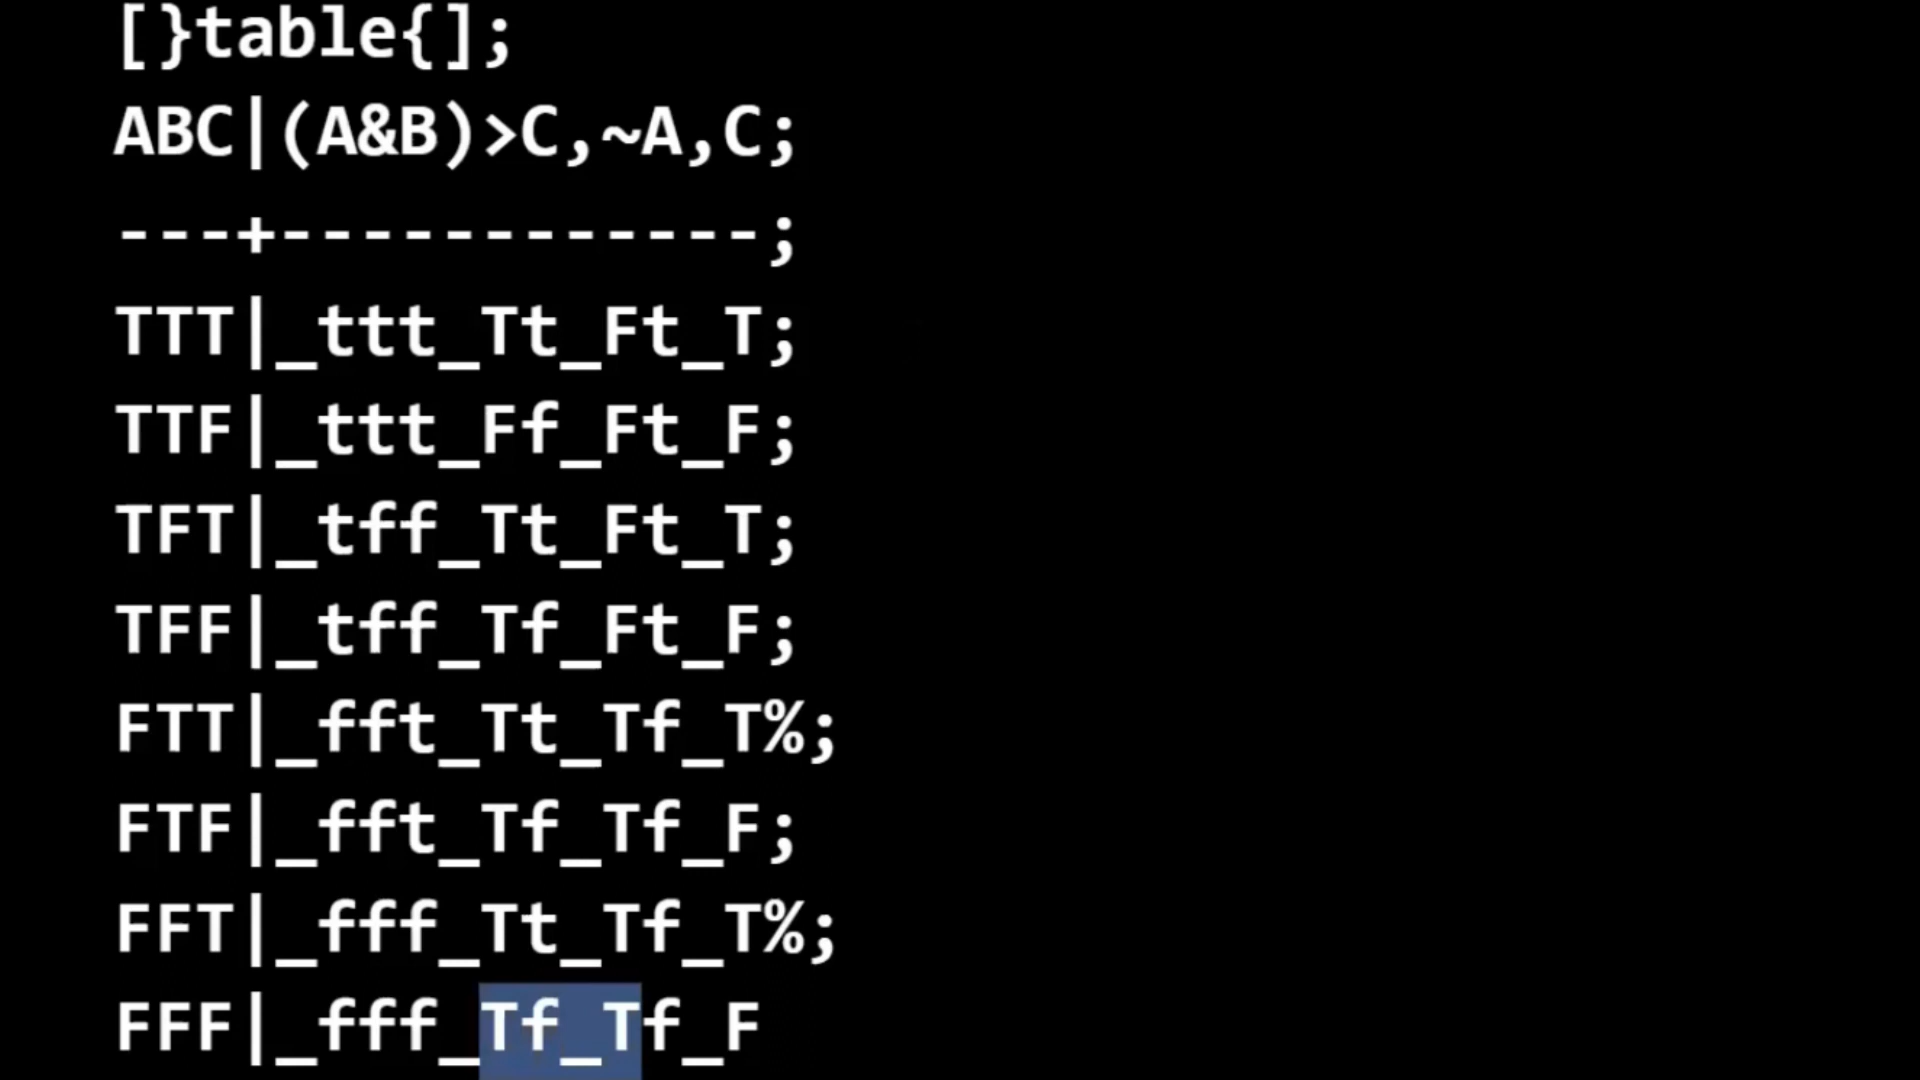 [}table{];
ABC|(A&B)>C,~A,C;
---+------------;
TTT|_ttt_Tt_Ft_T;
TTF|_ttt_Ff_Ft_F;
TFT|_tff_Tt_Ft_T;
TFF|_tff_Tf_Ft_F;
FTT|_fft_Tt_Tf_T%;
FTF|_fft_Tf_Tf_F;
FFT|_fff_Tt_Tf_T%;
FFF|_fff_Tf_Tf_F